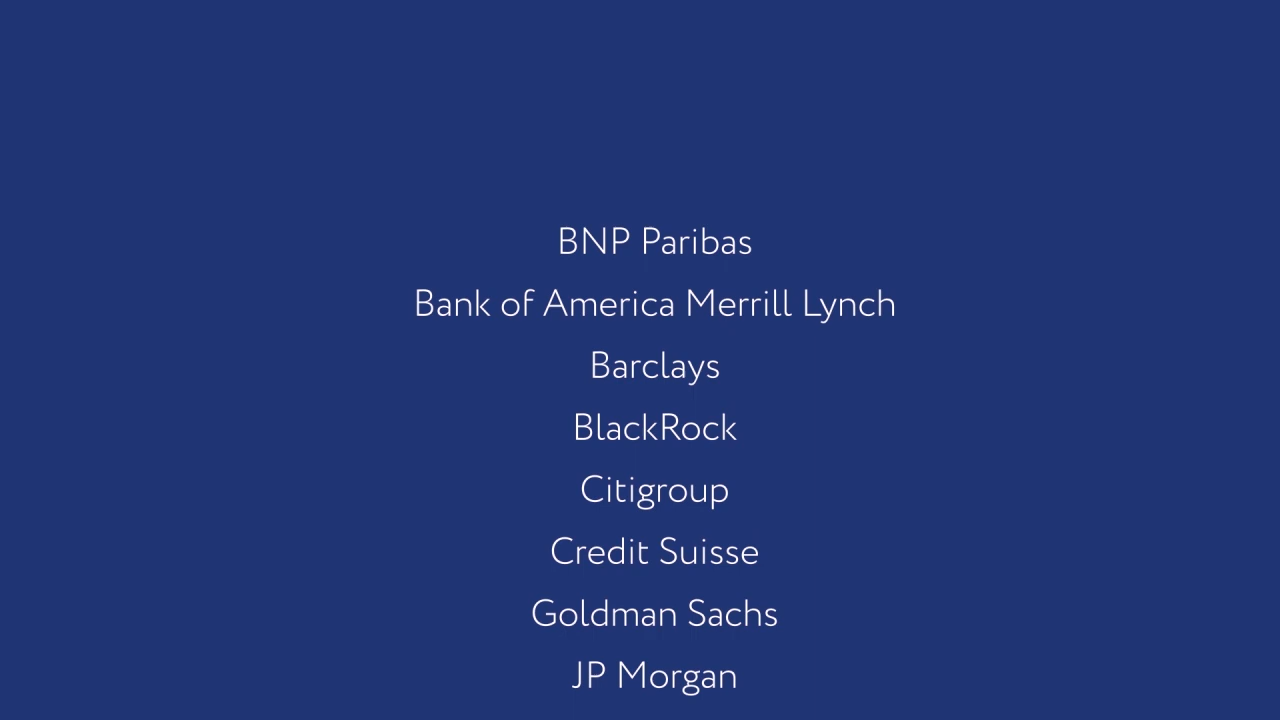 BNP Paribas
Bank of America Merrill Lynch
Barclays
BlackRock
Citigroup
Credit Suisse
Goldman Sachs
JP Morgan